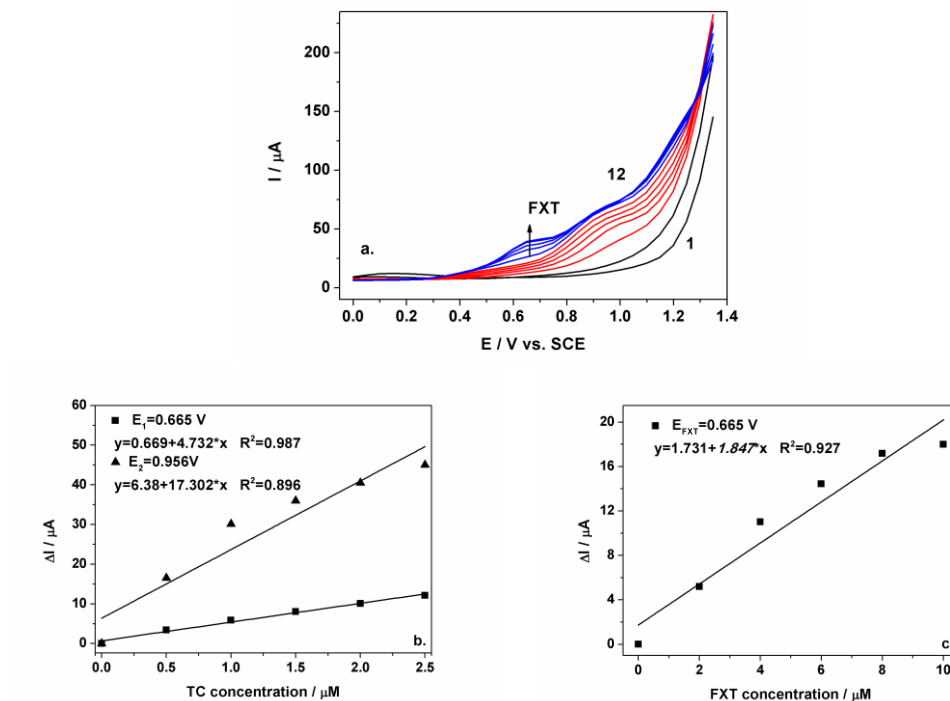 200
150
100
50
0
I / µA
a.
FXT
12
1
0.0 0.2 0.4 0.6 0.8 1.0 1.2 1.4
E / V vs. SCE
60
50
40
30
20
10
0
ΔI / µA
E₁=0.665 V
y=0.669+4.732*x R²=0.987
E₂=0.956V
y=6.38+17.302*x R²=0.896
b.
0.0 0.5 1.0 1.5 2.0 2.5
TC concentration / µM
20
16
12
8
4
0
ΔI / µA
E_FXT=0.665 V
y=1.731+1.847*x R²=0.927
c
0 2 4 6 8 10
FXT concentration / µM